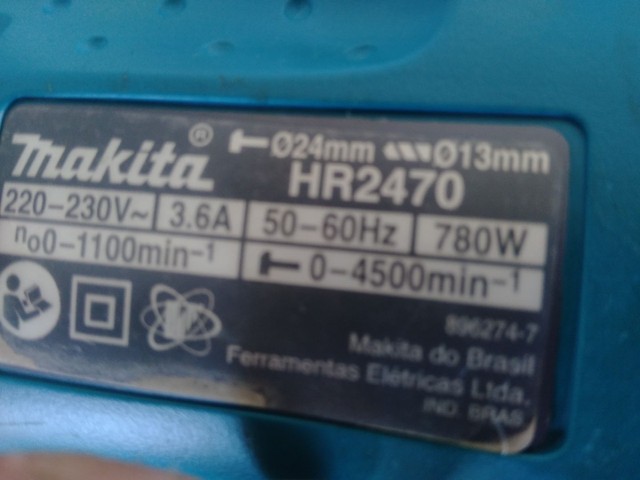 Makita® Ø24mm Ø13mm
HR2470
220-230V~ 3.6A 50-60Hz 780W
n₀0-1100min⁻¹ 0-4500min⁻¹
896274-7
Makita do Brasil
Ferramentas Elétricas Ltda.
IND. BRAS